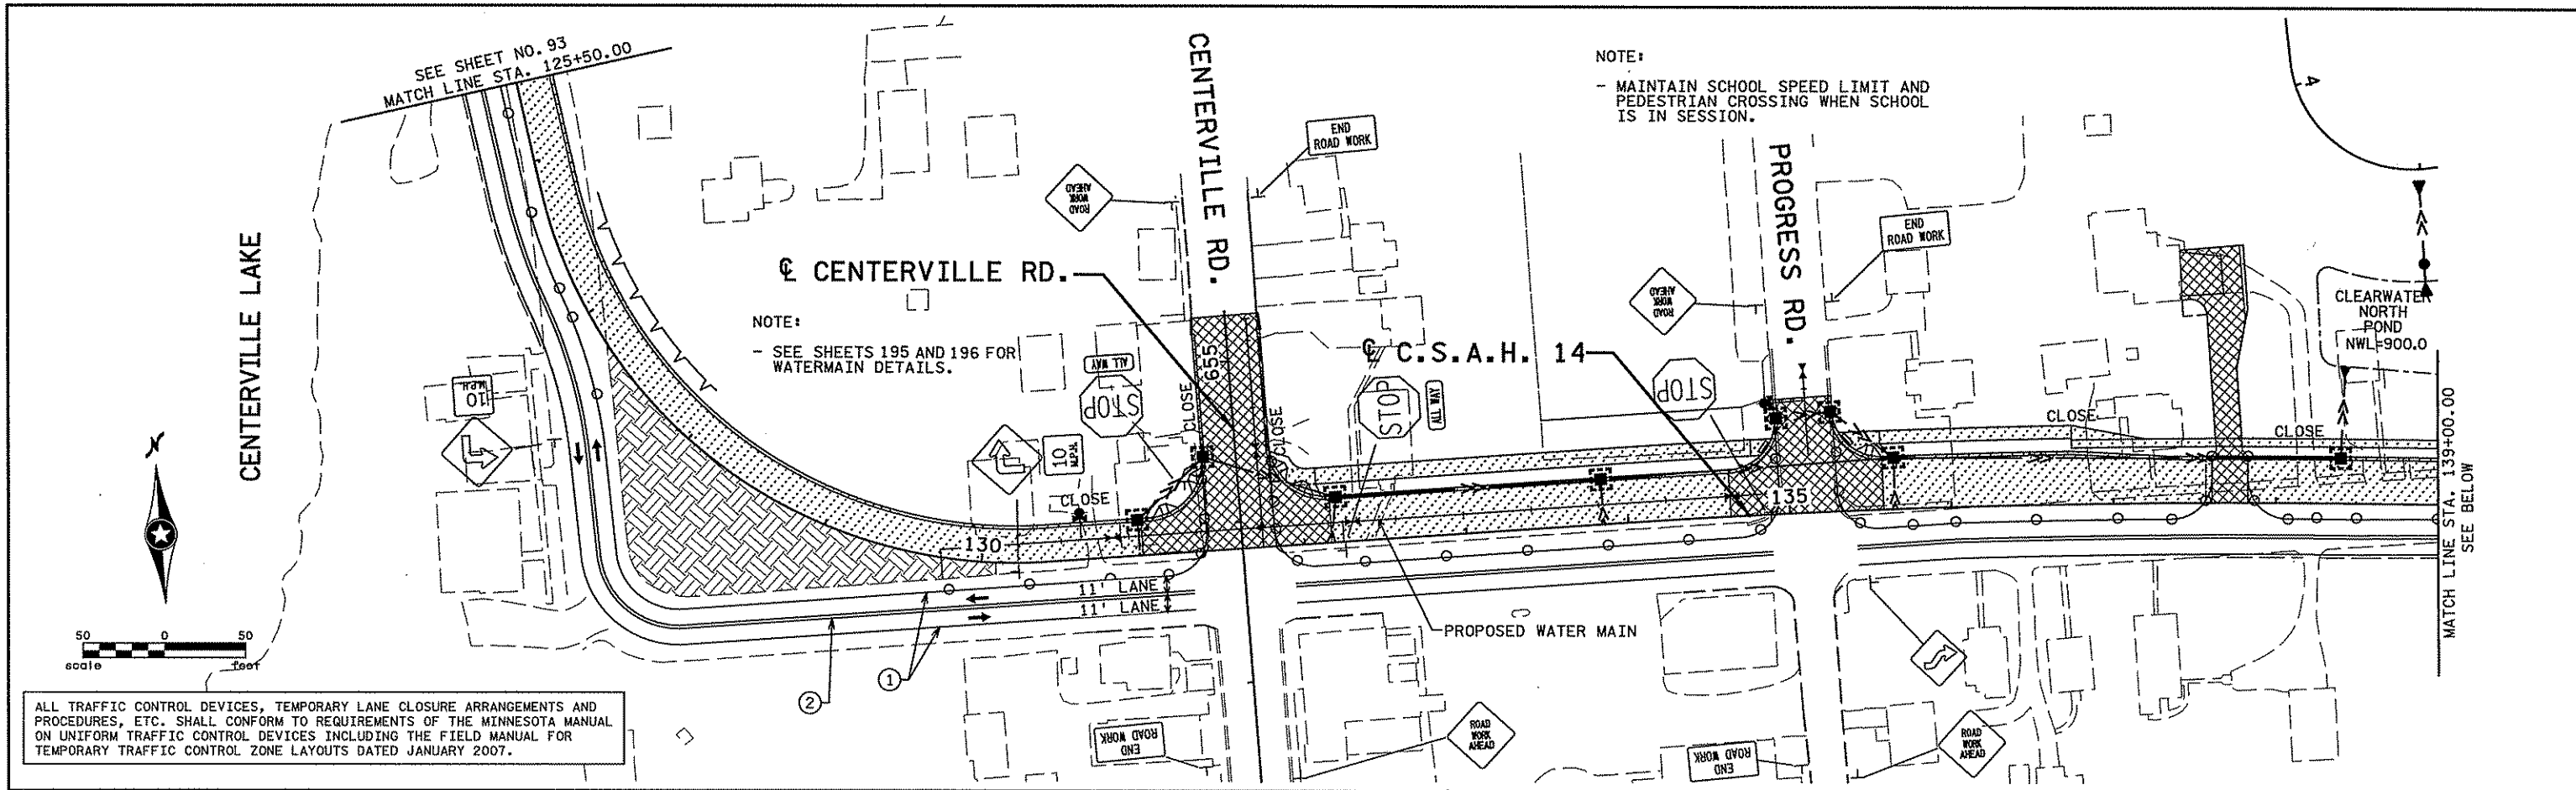 SEE SHEET NO. 93
MATCH LINE STA. 125+50.00
CENTERVILLE LAKE
N
50 0 50
scale feet
ALL TRAFFIC CONTROL DEVICES, TEMPORARY LANE CLOSURE ARRANGEMENTS AND
PROCEDURES, ETC. SHALL CONFORM TO REQUIREMENTS OF THE MINNESOTA MANUAL
ON UNIFORM TRAFFIC CONTROL DEVICES INCLUDING THE FIELD MANUAL FOR
TEMPORARY TRAFFIC CONTROL ZONE LAYOUTS DATED JANUARY 2007.
10
M.P.H.
℄ CENTERVILLE RD.
NOTE:
- SEE SHEETS 195 AND 196 FOR
WATERMAIN DETAILS.
CENTERVILLE RD.
ROAD
WORK
AHEAD
END
ROAD WORK
655
ALL WAY
STOP
CLOSE
CLOSE
STOP
ALL WAY
10
M.P.H.
CLOSE
130
11' LANE
11' LANE
1
2
PROPOSED WATER MAIN
END
ROAD WORK
ROAD
WORK
AHEAD
NOTE:
- MAINTAIN SCHOOL SPEED LIMIT AND
PEDESTRIAN CROSSING WHEN SCHOOL
IS IN SESSION.
PROGRESS RD.
ROAD
WORK
AHEAD
END
ROAD WORK
℄ C.S.A.H. 14
STOP
135
CLOSE
CLOSE
4
CLEARWATER
NORTH
POND
NWL=900.0
MATCH LINE STA. 139+00.00
SEE BELOW
END
ROAD WORK
ROAD
WORK
AHEAD